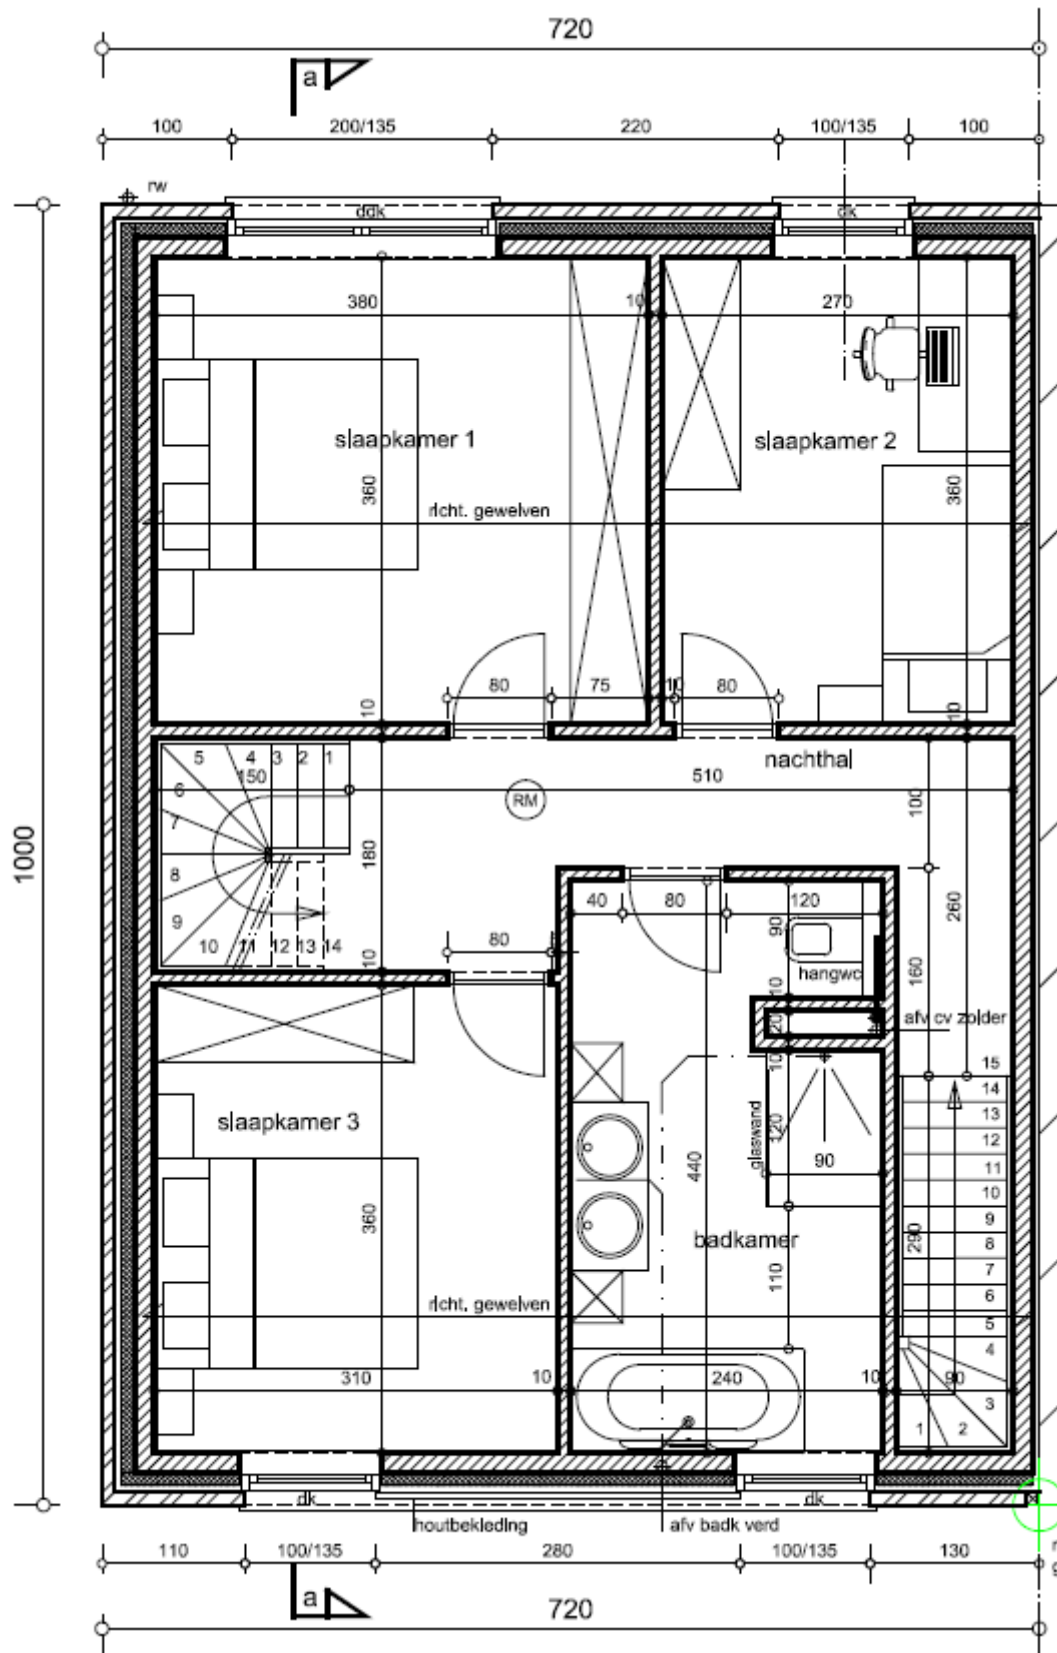 720
a
100 200/135 220 100/135 100
rw
ddk dk
380 10 270
slaapkamer 1 slaapkamer 2
360 360
richt. gewelven
80 75 10 80
10 10
nachthal
5 4 3 2 1
150 510
6 RM
7 100
1000
180
8 260
40 80 120
9 90
10 11 12 13 14
80 160
10 hangwc
10
20 afv cv zolder
10
15
14
13
12
11
10
9
8
7
6
5
4
3
2
1
slaapkamer 3
glaswand 120
440 90
360 290
badkamer
110
richt. gewelven
310 10 240 10 90
dk dk
houtbekleding afv badk verd
110 100/135 280 100/135 130
a
720